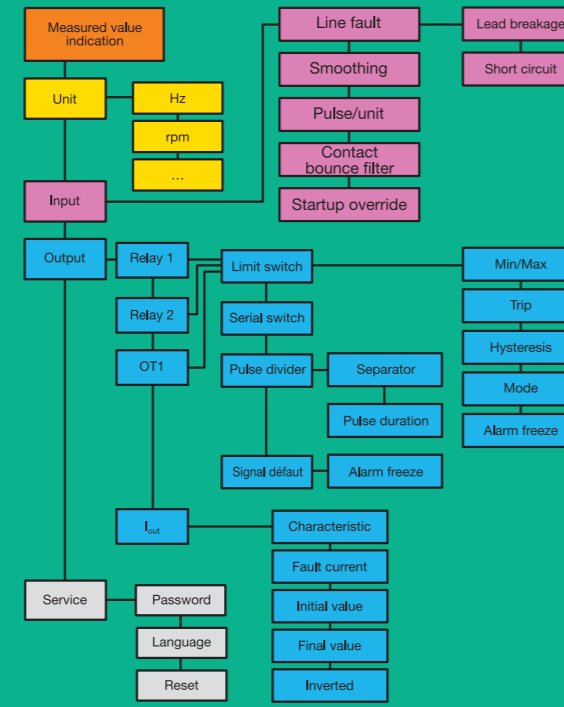 Measured value
indication
Unit
Hz
rpm
...
Input
Line fault
Lead breakage
Short circuit
Smoothing
Pulse/unit
Contact
bounce filter
Startup override
Output
Relay 1
Relay 2
OT1
Limit switch
Min/Max
Trip
Hysteresis
Mode
Alarm freeze
Serial switch
Pulse divider
Separator
Pulse duration
Signal défaut
Alarm freeze
Iout
Characteristic
Fault current
Initial value
Final value
Inverted
Service
Password
Language
Reset